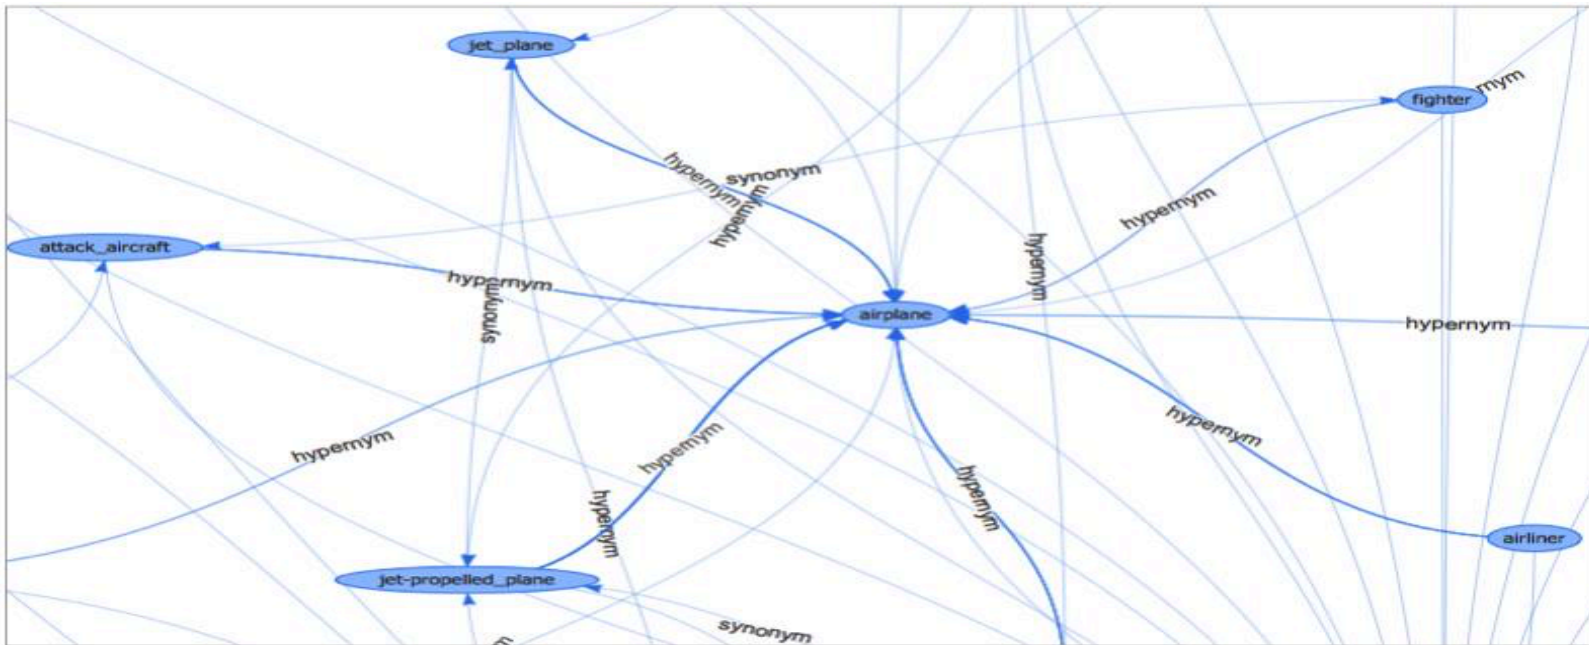 jet_plane
rnym
fighter
hypernym
synonym
hypernym
hypernym
attack_aircraft
hypernym
hypernym
synonym
airplane
hypernym
hypernym
hypernym
hypernym
hypernym
hypernym
airliner
jet-propelled_plane
synonym
m